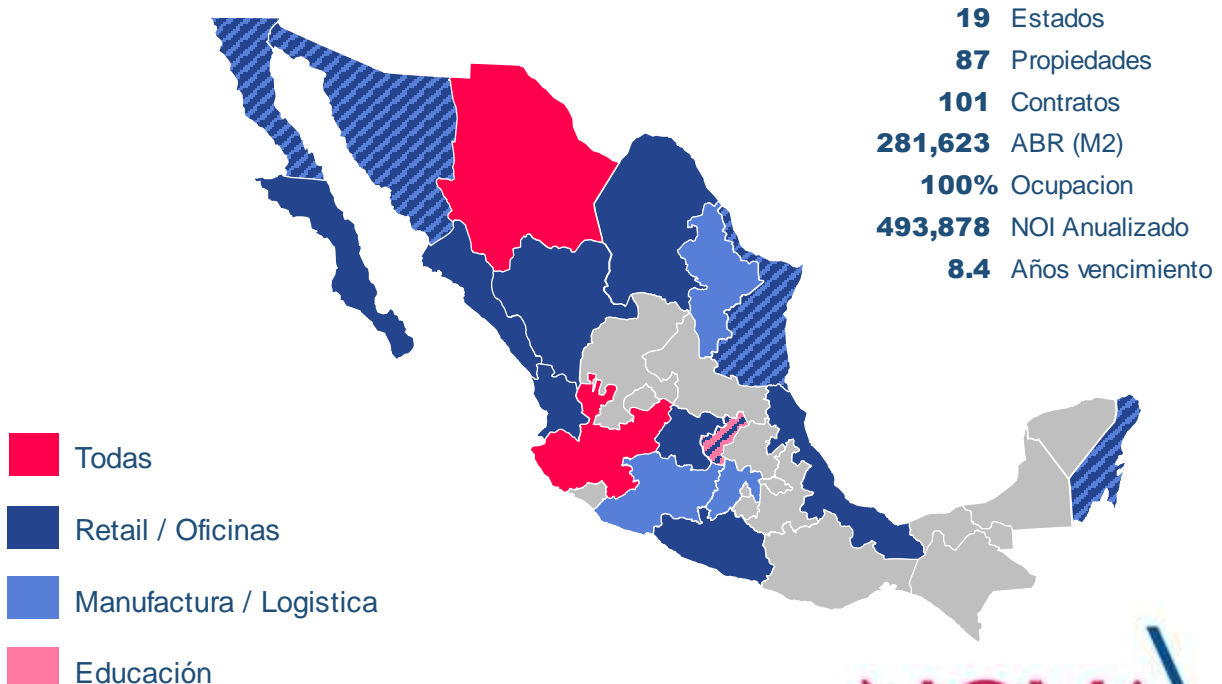 19 Estados
87 Propiedades
101 Contratos
281,623 ABR (M2)
100% Ocupacion
493,878 NOI Anualizado
8.4 Años vencimiento
Todas
Retail / Oficinas
Manufactura / Logistica
Educación